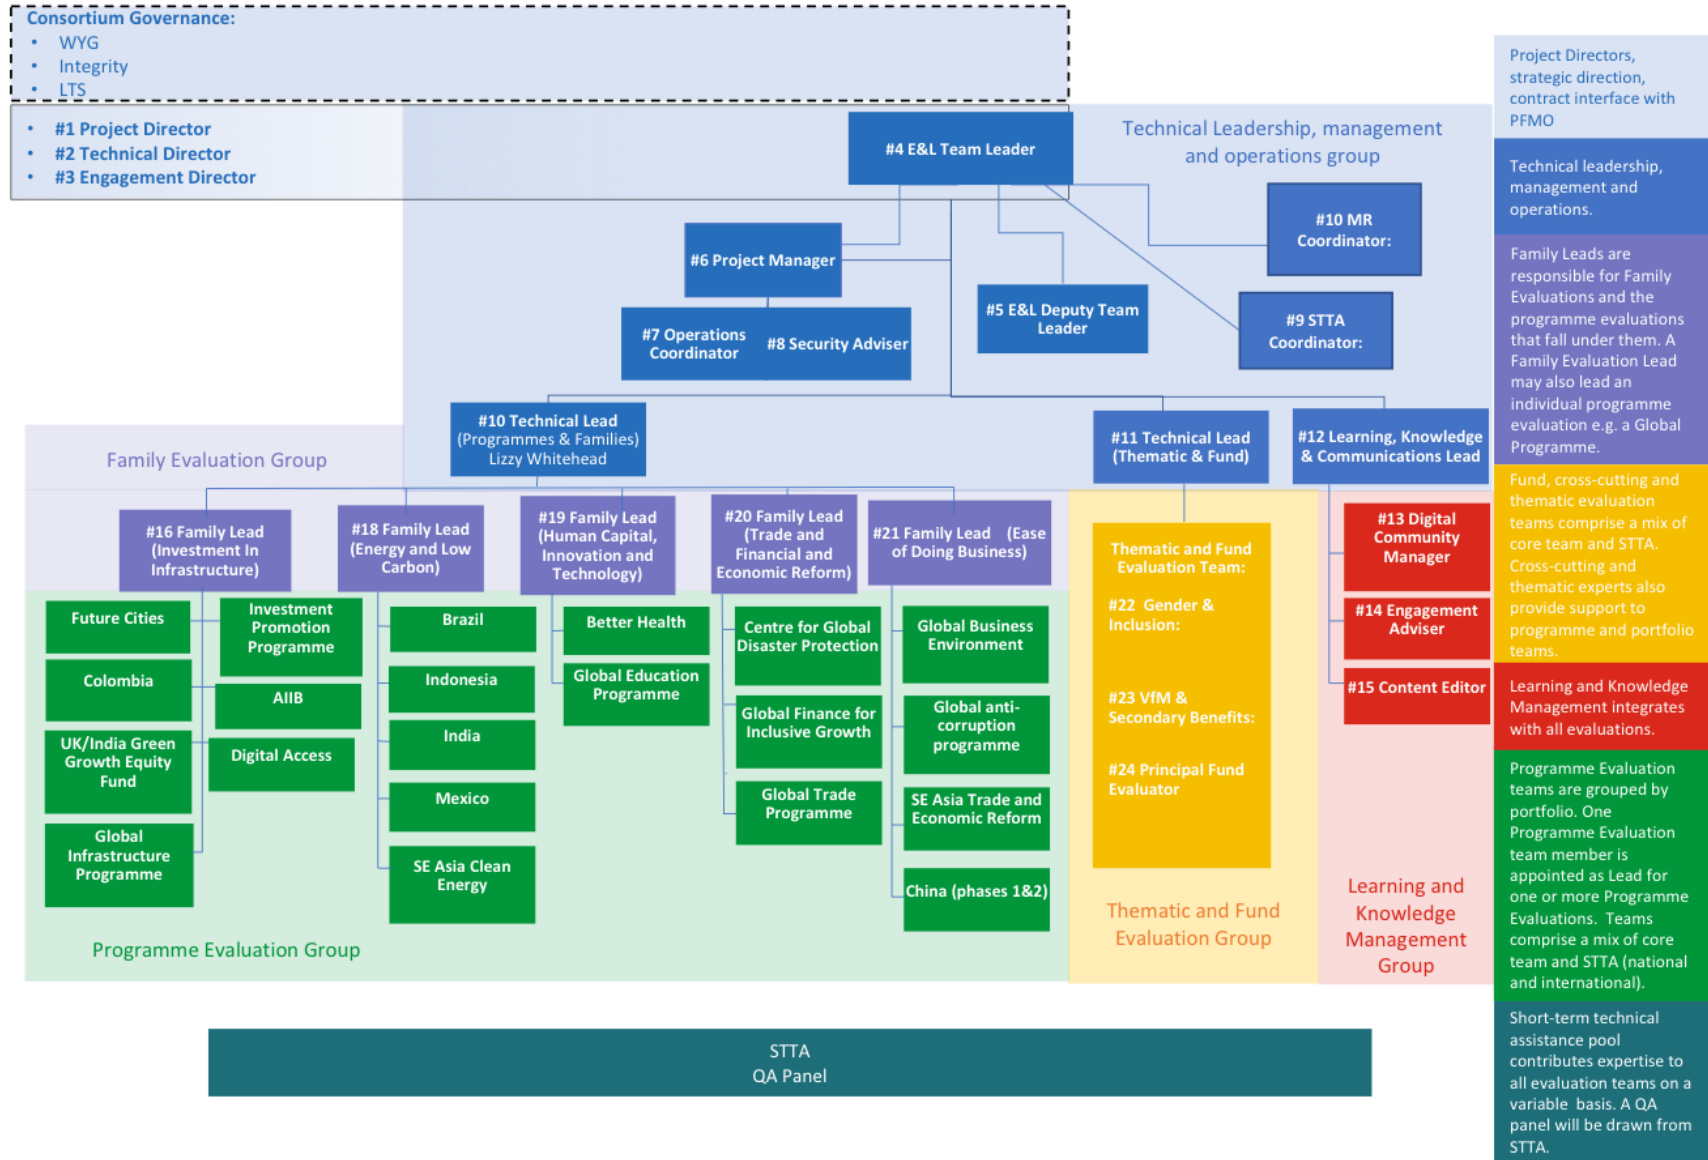 Consortium Governance:
• WYG
• Integrity
• LTS
• #1 Project Director
• #2 Technical Director
• #3 Engagement Director
#4 E&L Team Leader
Technical Leadership, management
and operations group
#10 MR
Coordinator:
#6 Project Manager
#5 E&L Deputy Team
Leader
#9 STTA
Coordinator:
#7 Operations
Coordinator
#8 Security Adviser
#10 Technical Lead
(Programmes & Families)
Lizzy Whitehead
#11 Technical Lead
(Thematic & Fund)
#12 Learning, Knowledge
& Communications Lead
Family Evaluation Group
#16 Family Lead
(Investment In
Infrastructure)
#18 Family Lead
(Energy and Low
Carbon)
#19 Family Lead
(Human Capital,
Innovation and
Technology)
#20 Family Lead
(Trade and
Financial and
Economic Reform)
#21 Family Lead (Ease
of Doing Business)
Future Cities
Colombia
UK/India Green
Growth Equity
Fund
Global
Infrastructure
Programme
Investment
Promotion
Programme
AIIB
Digital Access
Brazil
Indonesia
India
Mexico
SE Asia Clean
Energy
Better Health
Global Education
Programme
Centre for Global
Disaster Protection
Global Finance for
Inclusive Growth
Global Trade
Programme
Global Business
Environment
Global anti-
corruption
programme
SE Asia Trade and
Economic Reform
China (phases 1&2)
Programme Evaluation Group
Thematic and Fund
Evaluation Team:
#22 Gender &
Inclusion:
#23 VfM &
Secondary Benefits:
#24 Principal Fund
Evaluator
Thematic and Fund
Evaluation Group
#13 Digital
Community
Manager
#14 Engagement
Adviser
#15 Content Editor
Learning and
Knowledge
Management
Group
STTA
QA Panel
Project Directors,
strategic direction,
contract interface with
PFMO
Technical leadership,
management and
operations.
Family Leads are
responsible for Family
Evaluations and the
programme evaluations
that fall under them. A
Family Evaluation Lead
may also lead an
individual programme
evaluation e.g. a Global
Programme.
Fund, cross-cutting and
thematic evaluation
teams comprise a mix of
core team and STTA.
Cross-cutting and
thematic experts also
provide support to
programme and portfolio
teams.
Learning and Knowledge
Management integrates
with all evaluations.
Programme Evaluation
teams are grouped by
portfolio. One
Programme Evaluation
team member is
appointed as Lead for
one or more Programme
Evaluations. Teams
comprise a mix of core
team and STTA (national
and international).
Short-term technical
assistance pool
contributes expertise to
all evaluation teams on a
variable basis. A QA
panel will be drawn from
STTA.